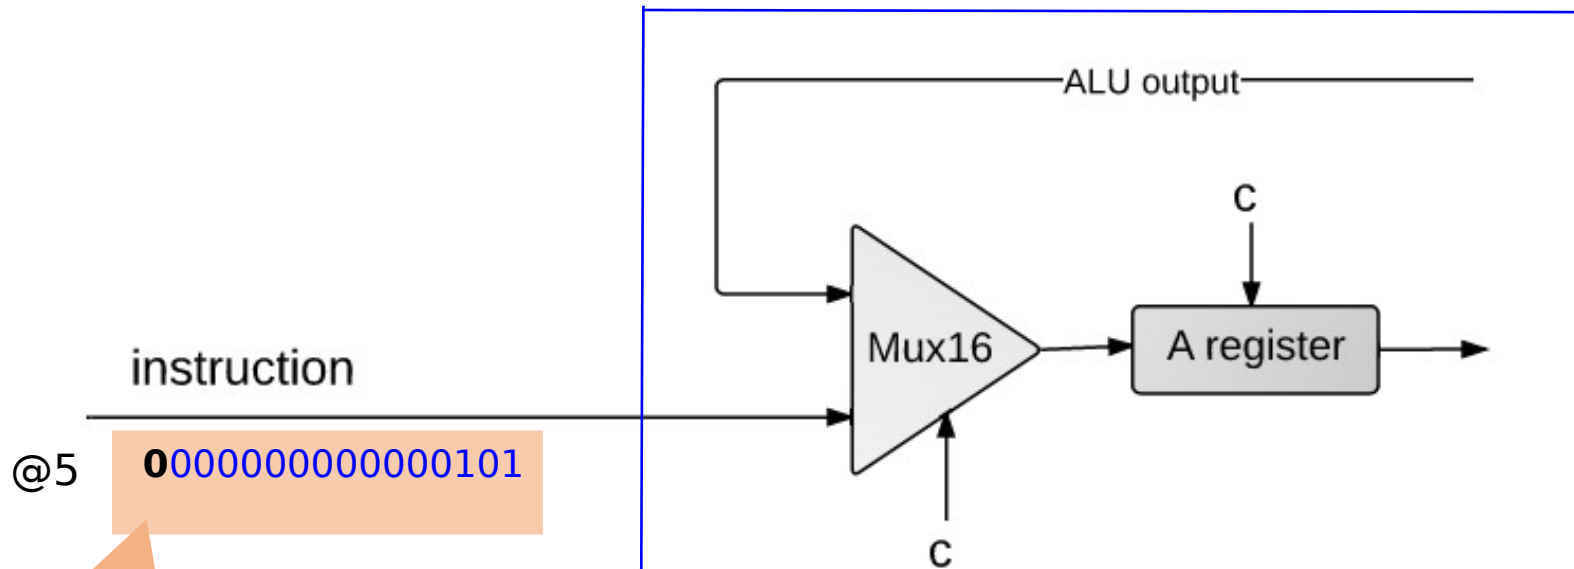 ALU output
c
Mux16
A register
instruction
@5
0000000000000101
c